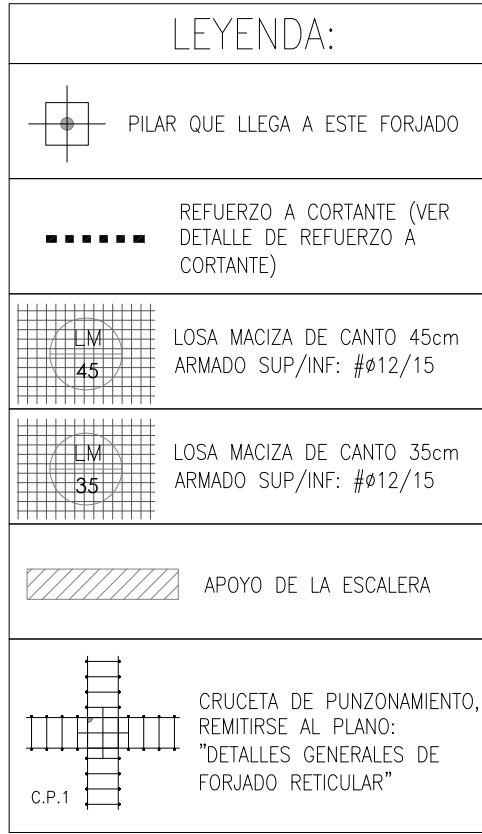 LEYENDA:
PILAR QUE LLEGA A ESTE FORJADO
REFUERZO A CORTANTE (VER
DETALLE DE REFUERZO A
CORTANTE)
LM
45
LOSA MACIZA DE CANTO 45cm
ARMADO SUP/INF: #ø12/15
LM
35
LOSA MACIZA DE CANTO 35cm
ARMADO SUP/INF: #ø12/15
APOYO DE LA ESCALERA
C.P.1
CRUCETA DE PUNZONAMIENTO,
REMITIRSE AL PLANO:
"DETALLES GENERALES DE
FORJADO RETICULAR"